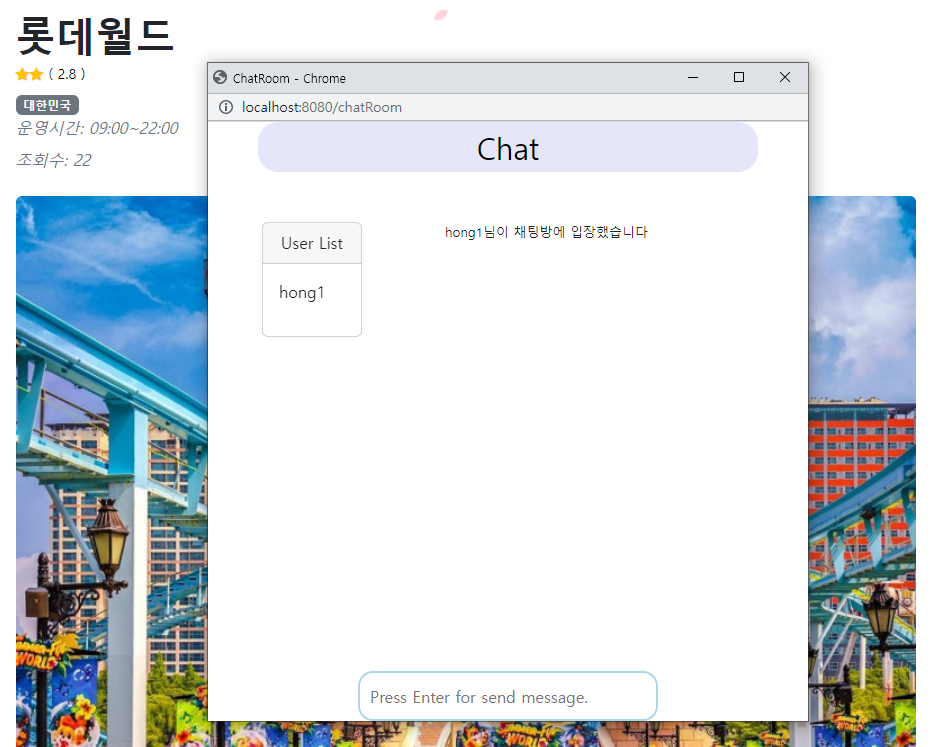 롯데월드
( 2.8 )
대한민국
운영시간: 09:00~22:00
조회수: 22
ChatRoom - Chrome
localhost:8080/chatRoom
Chat
User List
hong1님이 채팅방에 입장했습니다
hong1
Press Enter for send message.
WORLD